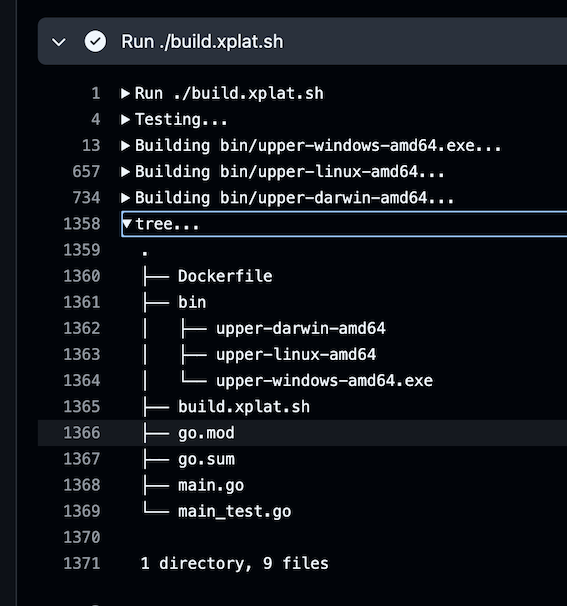 Run ./build.xplat.sh
1 ▶ Run ./build.xplat.sh
4 ▶ Testing...
13 ▶ Building bin/upper-windows-amd64.exe...
657 ▶ Building bin/upper-linux-amd64...
734 ▶ Building bin/upper-darwin-amd64...
1358 ▼ tree...
1359 .
1360 ├── Dockerfile
1361 ├── bin
1362 │   ├── upper-darwin-amd64
1363 │   ├── upper-linux-amd64
1364 │   └── upper-windows-amd64.exe
1365 ├── build.xplat.sh
1366 ├── go.mod
1367 ├── go.sum
1368 ├── main.go
1369 └── main_test.go
1370
1371 1 directory, 9 files